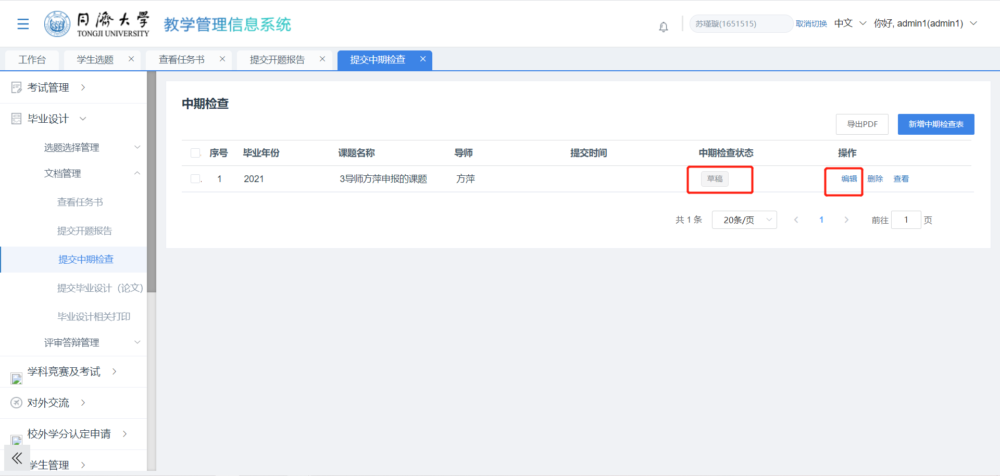 同濟大學
TONGJI UNIVERSITY
教学管理信息系统
苏瑾璇(1651515)
取消切换
中文
你好, admin1(admin1)
工作台
学生选题
查看任务书
提交开题报告
提交中期检查
考试管理
毕业设计
选题选择管理
文档管理
查看任务书
提交开题报告
提交中期检查
提交毕业设计（论文）
毕业设计相关打印
评审答辩管理
学科竞赛及考试
对外交流
校外学分认定申请
学生管理
中期检查
导出PDF 新增中期检查表
序号 毕业年份 课题名称 导师 提交时间 中期检查状态 操作
1 2021 3导师方萍申报的课题 方萍 草稿 编辑 删除 查看
共 1 条 20条/页 1 前往 1 页